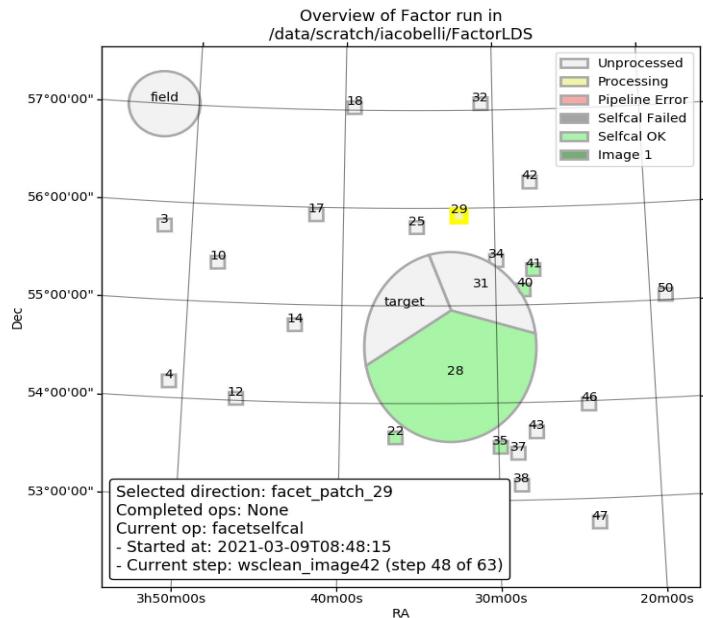 Overview of Factor run in
/data/scratch/iacobelli/FactorLDS
Unprocessed
Processing
Pipeline Error
Selfcal Failed
Selfcal OK
Image 1
field
57°00'00"
18
32
42
56°00'00"
3
17
25
29
10
34
41
40
31
target
50
55°00'00"
14
Dec
28
4
54°00'00"
12
46
22
43
35
37
38
53°00'00"
47
Selected direction: facet_patch_29
Completed ops: None
Current op: facetselfcal
- Started at: 2021-03-09T08:48:15
- Current step: wsclean_image42 (step 48 of 63)
3h50m00s
40m00s
30m00s
20m00s
RA